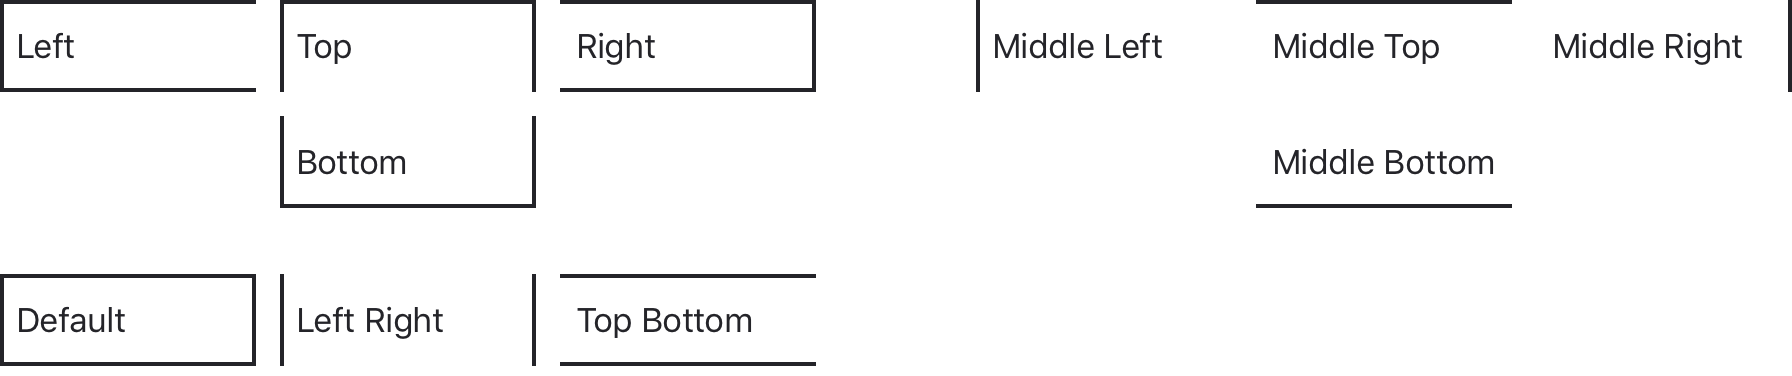 Left
Top
Right
Middle Left
Middle Top
Middle Right
Bottom
Middle Bottom
Default
Left Right
Top Bottom